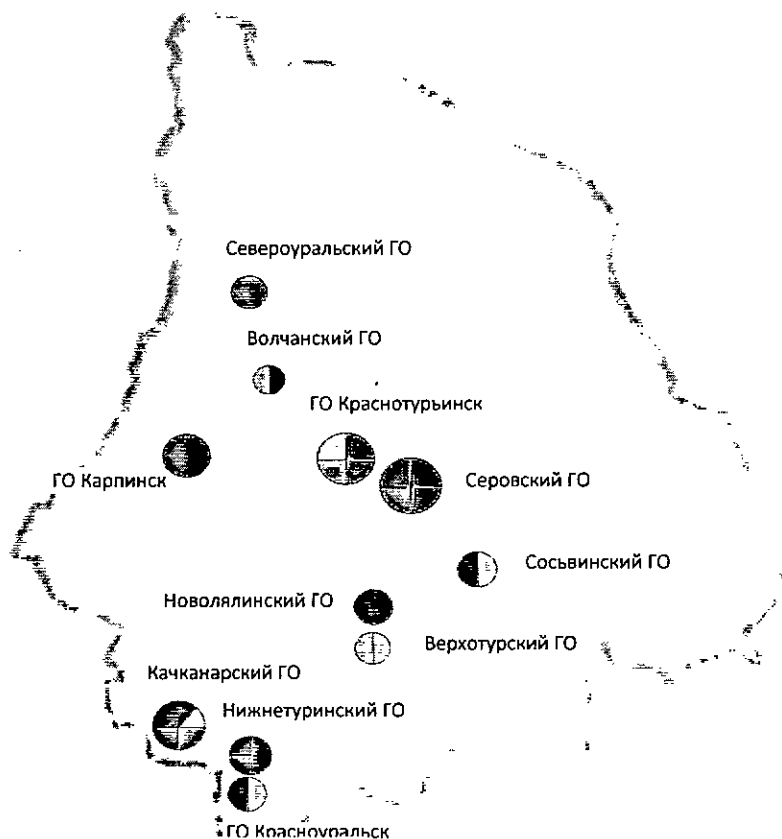 Североуральский ГО
Волчанский ГО
ГО Краснотурьинск
ГО Карпинск
Серовский ГО
Сосьвинский ГО
Новолялинский ГО
Верхотурский ГО
Качканарский ГО
Нижнетуринский ГО
ГО Красноуральск